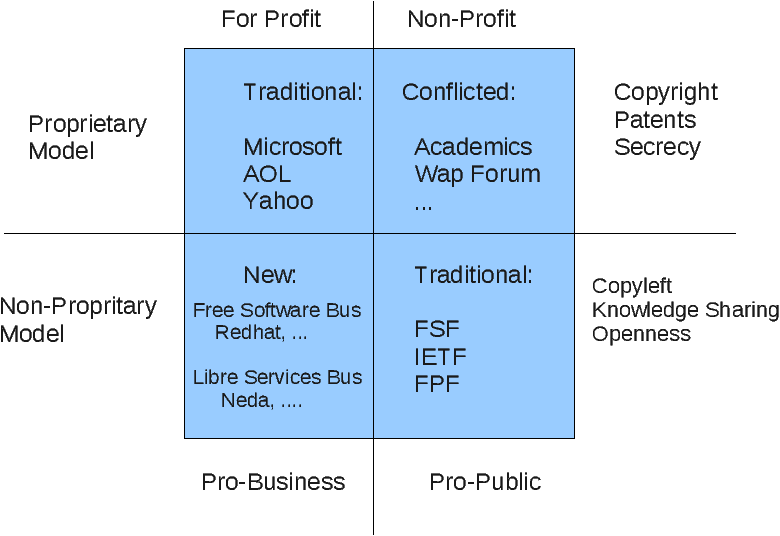 For Profit
Non-Profit
Traditional:
Conflicted:
Copyright
Patents
Secrecy
Proprietary
Model
Microsoft
AOL
Yahoo
Academics
Wap Forum
...
New:
Traditional:
Non-Propritary
Model
Free Software Bus
Redhat, ...
Libre Services Bus
Neda, ....
FSF
IETF
FPF
Copyleft
Knowledge Sharing
Openness
Pro-Business
Pro-Public